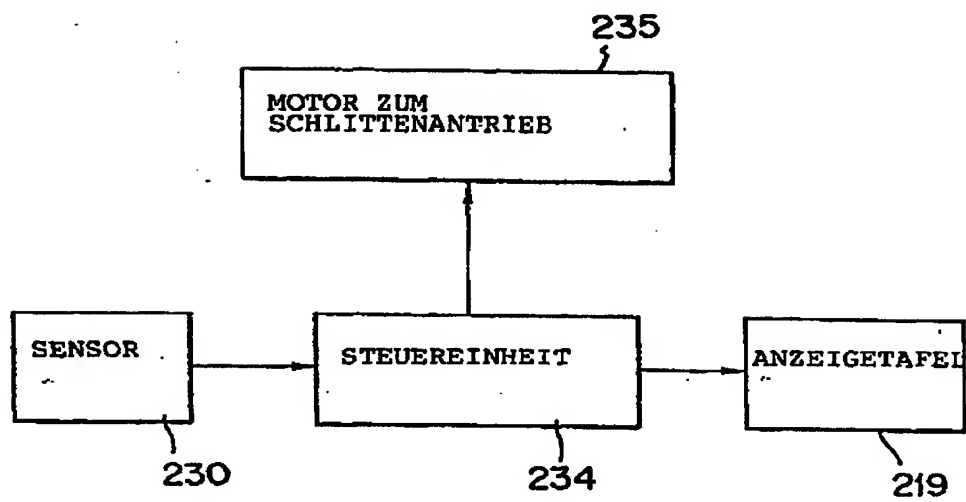 235
MOTOR ZUM
SCHLITTENANTRIEB
SENSOR
STEUEREINHEIT
ANZEIGETAFEL
230
234
219